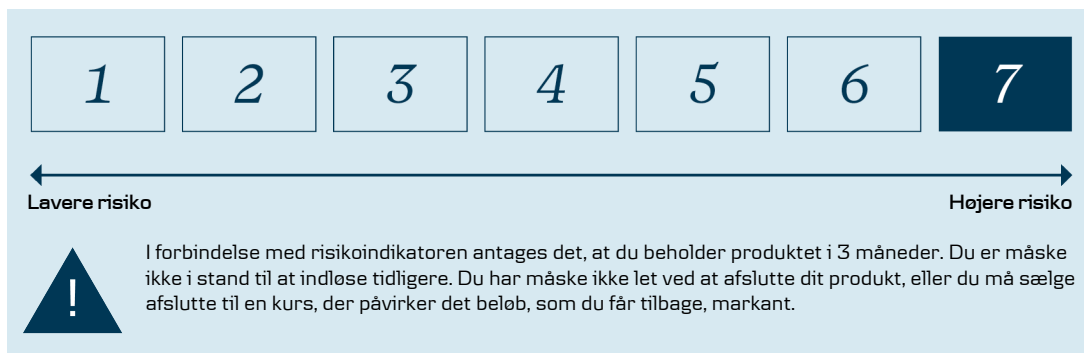 1 2 3 4 5 6 7
Lavere risiko Højere risiko
I forbindelse med risikoindikatoren antages det, at du beholder produktet i 3 måneder. Du er måske
ikke i stand til at indløse tidligere. Du har måske ikke let ved at afslutte dit produkt, eller du må sælge
afslutte til en kurs, der påvirker det beløb, som du får tilbage, markant.
!